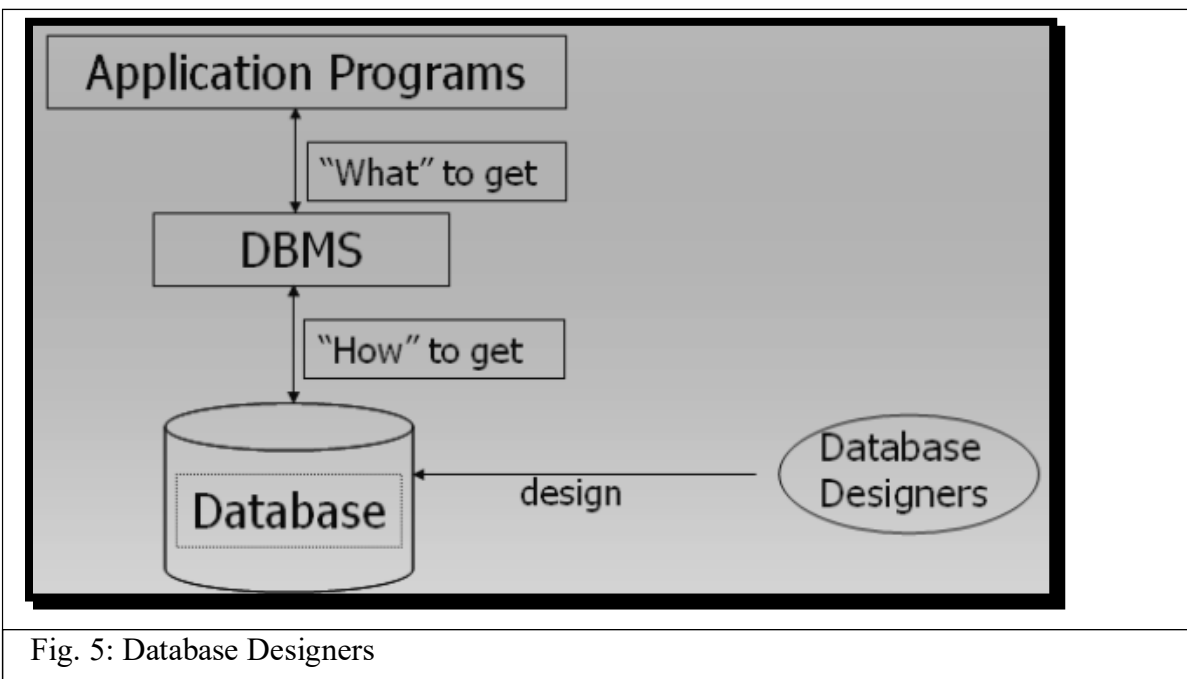 Application Programs
“What” to get
DBMS
“How” to get
Database
design
Database
Designers
Fig. 5: Database Designers